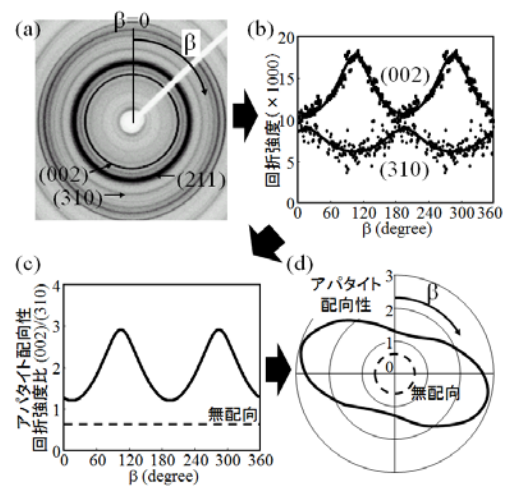 (a)
β=0
β
(002)
(310)
(211)
(b)
回折強度(×1000)
20
15
10
5
0
(002)
(310)
0 120 240 360
β (degree)
(c)
アパタイト配向性
回折強度比 (002)/(310)
4
3
2
1
0
無配向
0 60 120 180 240 300 360
β (degree)
(d)
アパタイト
配向性
β
3
2
1
0
無配向